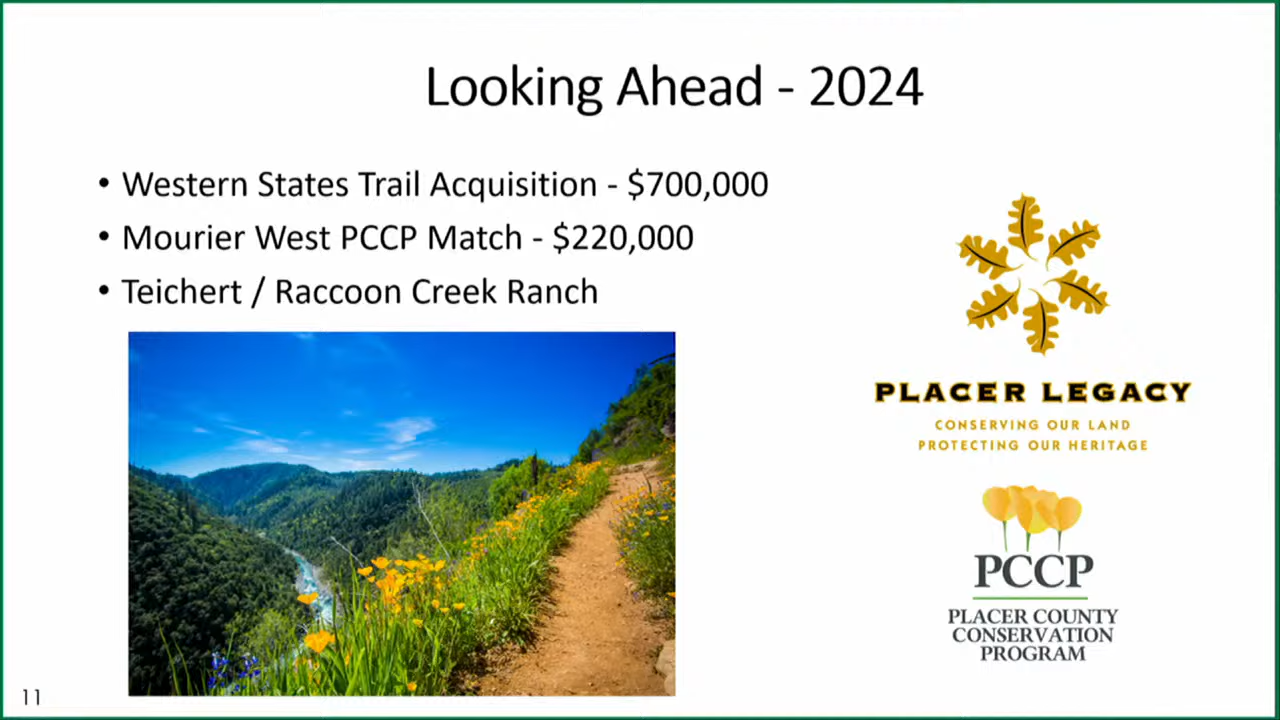 Looking Ahead - 2024
• Western States Trail Acquisition - $700,000
• Mourier West PCCP Match - $220,000
• Teichert / Raccoon Creek Ranch
PLACER LEGACY
CONSERVING OUR LAND
PROTECTING OUR HERITAGE
PCCP
PLACER COUNTY
CONSERVATION
PROGRAM
11